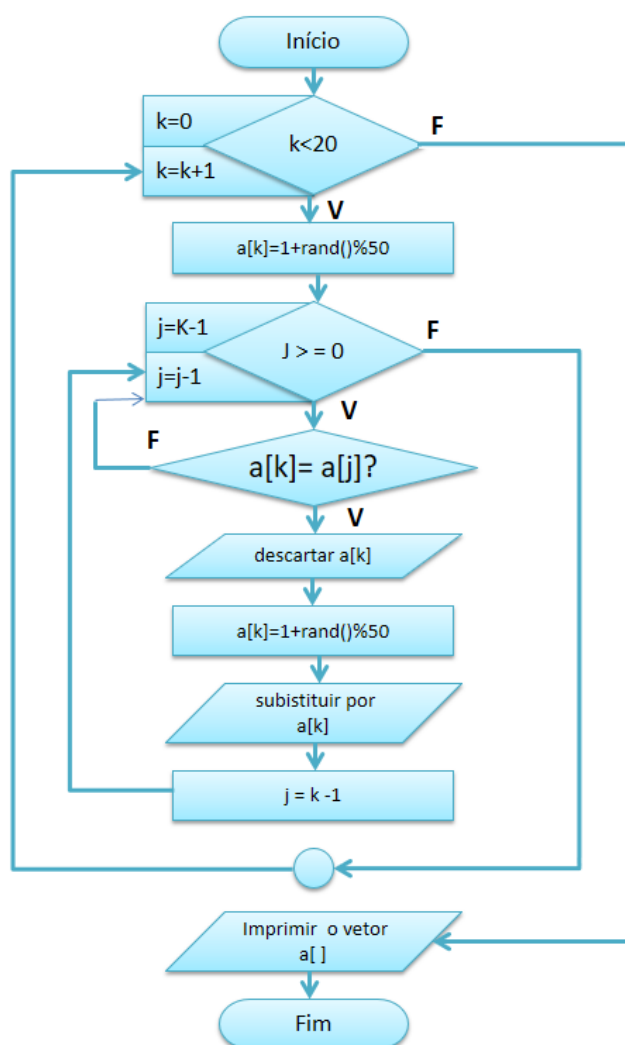 Início
k=0
k<20
F
k=k+1
V
a[k]=1+rand()%50
j=K-1
J > = 0
F
j=j-1
V
F
a[k]= a[j]?
V
descartar a[k]
a[k]=1+rand()%50
subistituir por
a[k]
j = k -1
Imprimir o vetor
a[ ]
Fim